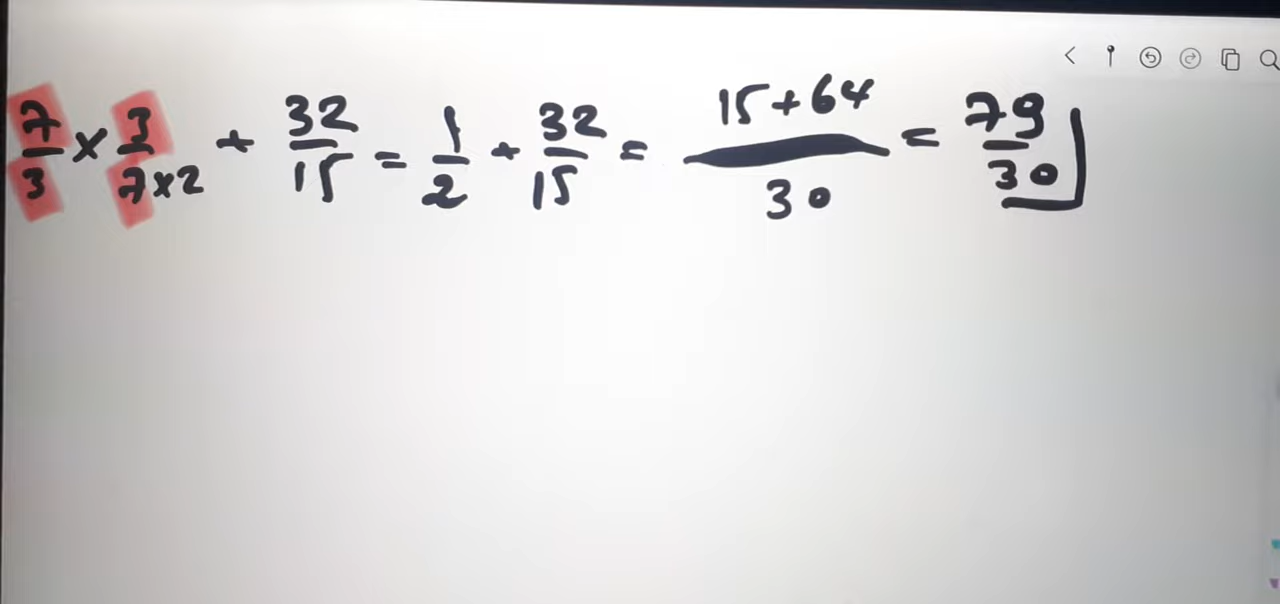 7/3 × 3/7×2 + 32/15 = 1/2 + 32/15 = 15+64/30 = 79/30